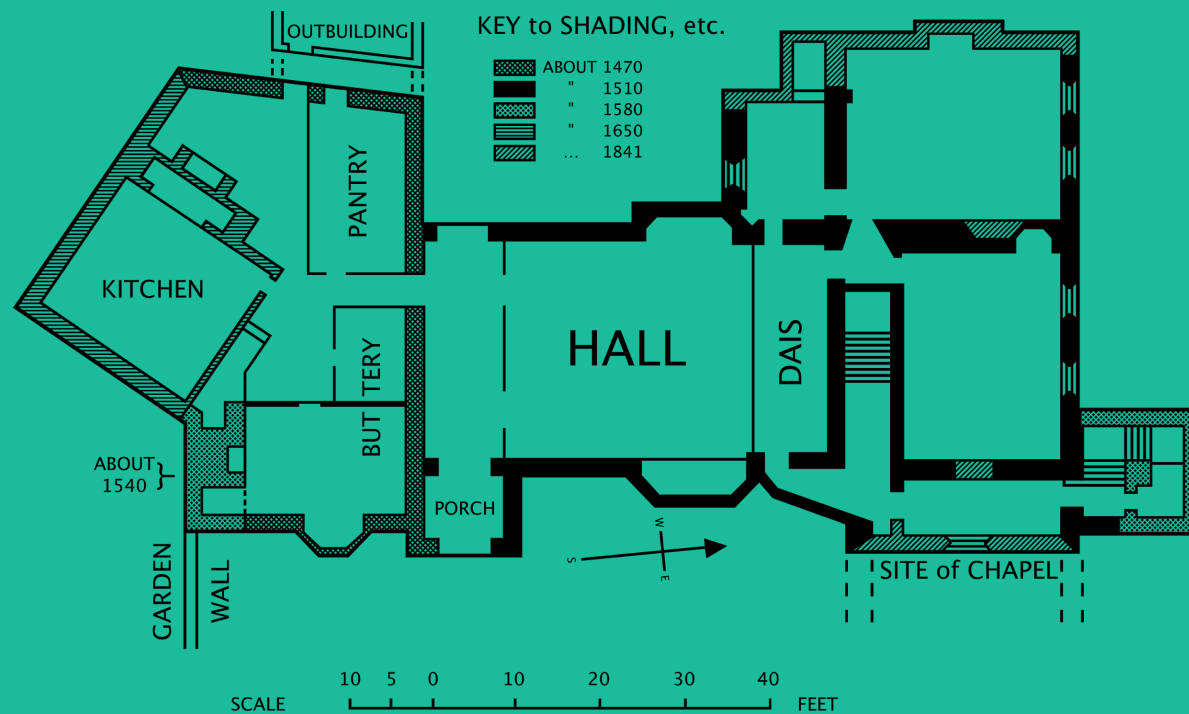 OUTBUILDING
KEY to SHADING, etc.
ABOUT 1470
" 1510
" 1580
" 1650
... 1841
PANTRY
KITCHEN
HALL
DAIS
BUT TERY
ABOUT
1540
PORCH
W
S
E
SITE of CHAPEL
GARDEN
WALL
10 5 0 10 20 30 40
SCALE FEET